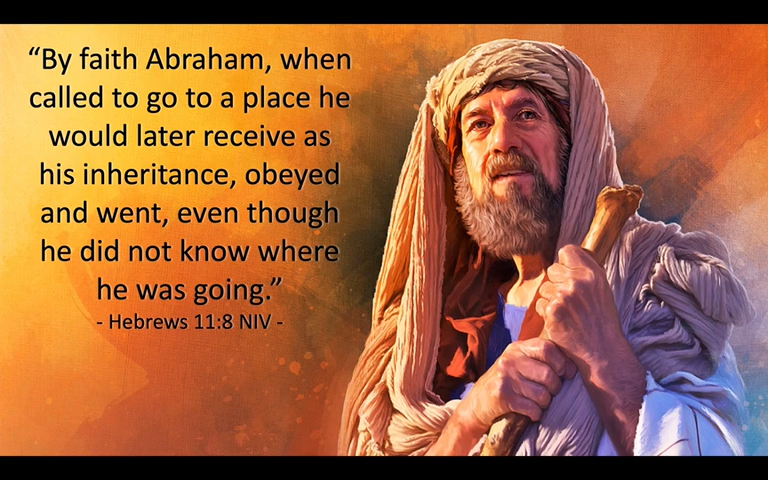 “By faith Abraham, when
called to go to a place he
would later receive as
his inheritance, obeyed
and went, even though
he did not know where
he was going.”
- Hebrews 11:8 NIV -